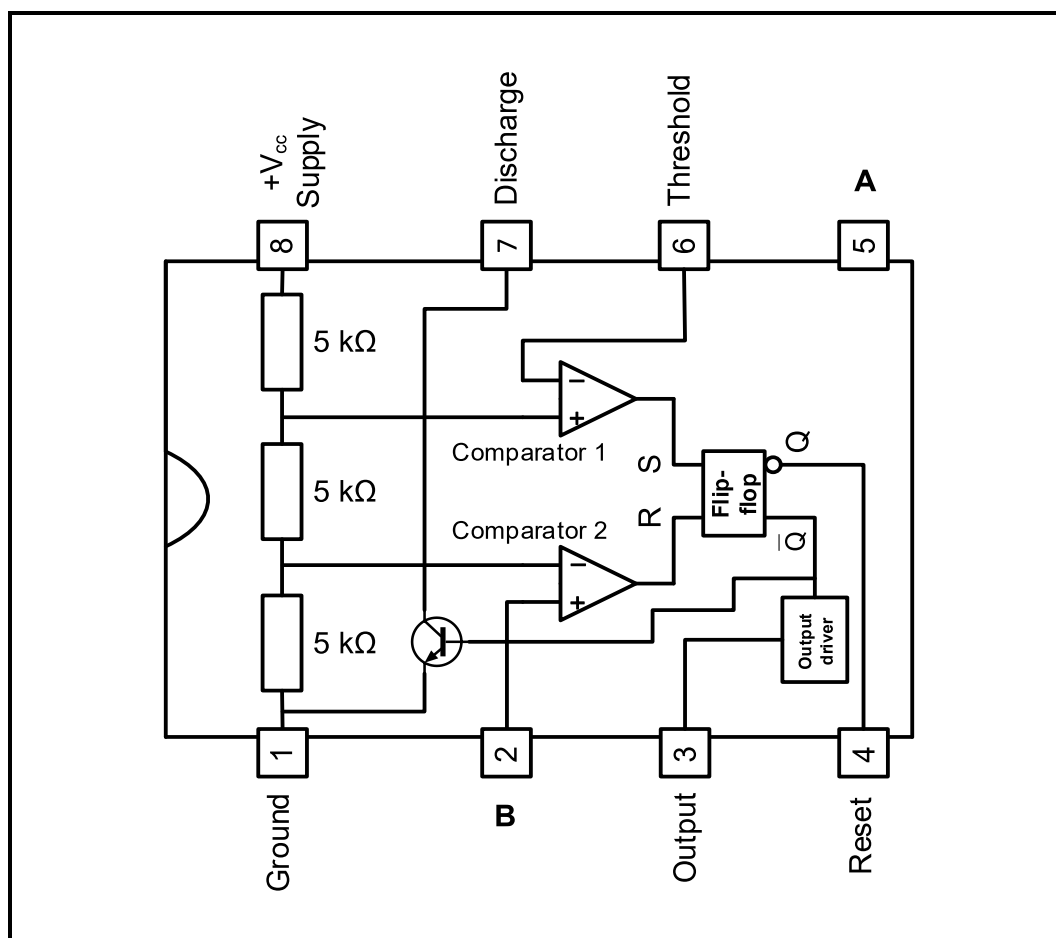 +Vcc
Supply
Discharge
Threshold
A
8
7
6
5
5 kΩ
5 kΩ
5 kΩ
−
+
Comparator 1
Comparator 2
−
+
S
R
Flip-
flop
Q
Q̅
Output
driver
1
2
3
4
Ground
B
Output
Reset